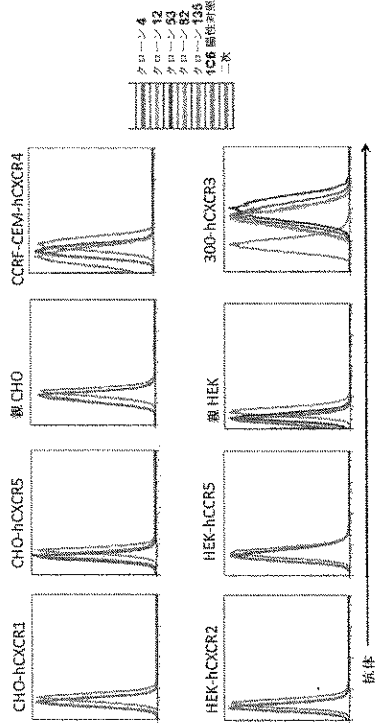 CHO-hCXCR1
CHO-hCXCR5
親 CHO
CCRF-CEM-hCXCR4
HEK-hCXCR2
HEK-hCCR5
親 HEK
300-hCXCR3
抗体
クローン 4
クローン 12
クローン 53
クローン 82
クローン 135
1C6 陽性対照
二次